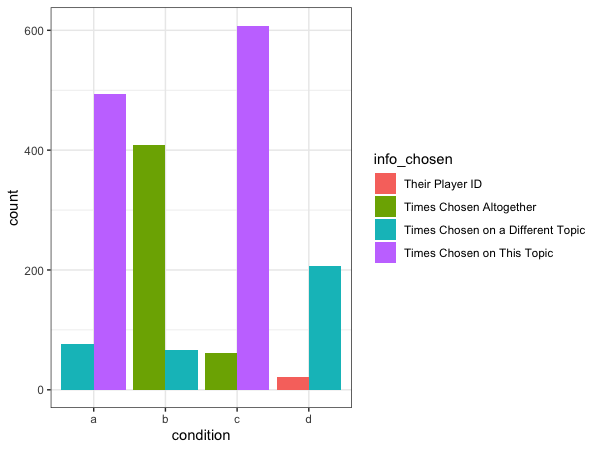 600
400
200
0
count
a
b
c
d
condition
info_chosen
Their Player ID
Times Chosen Altogether
Times Chosen on a Different Topic
Times Chosen on This Topic